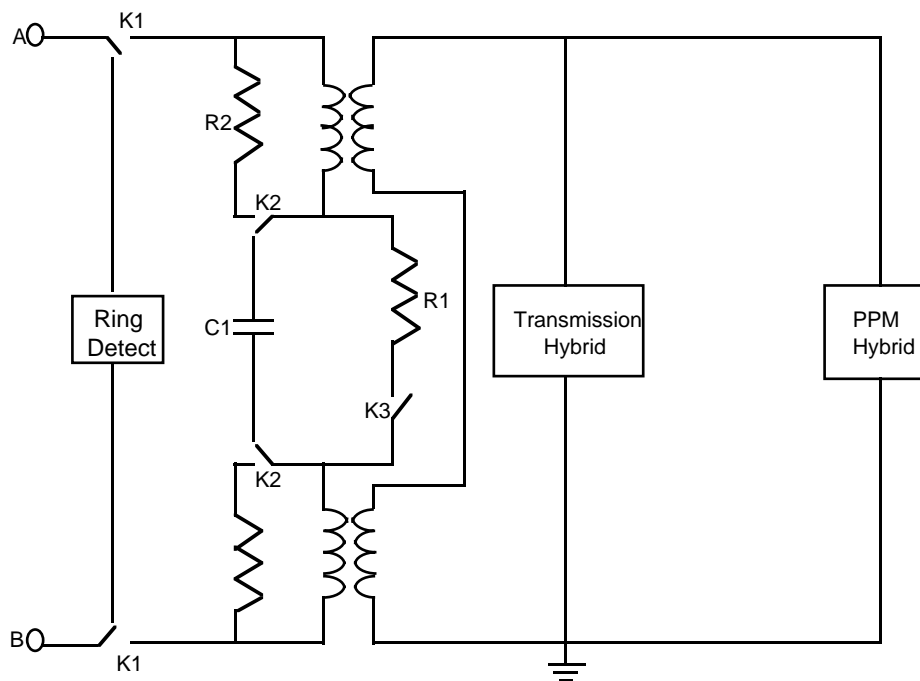 K1
A
R2
K2
R1
Ring
Detect
C1
Transmission
Hybrid
PPM
Hybrid
K3
K2
B
K1